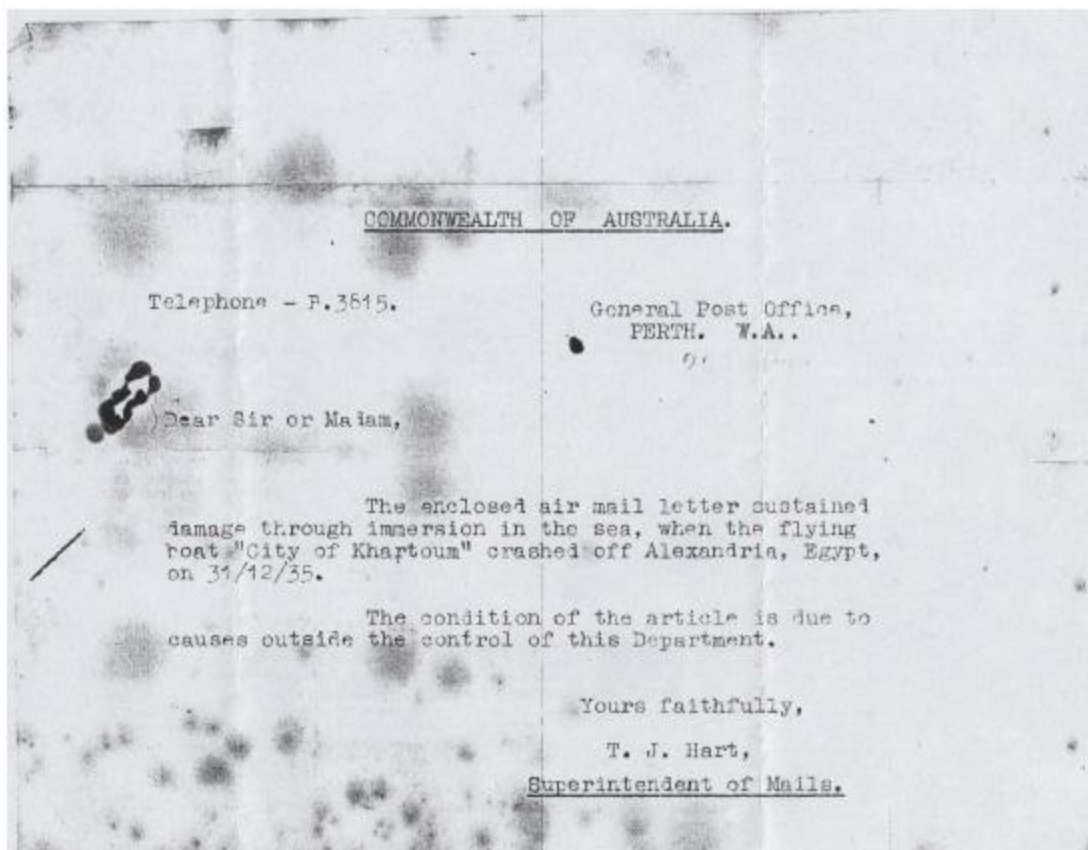 COMMONWEALTH OF AUSTRALIA.
Telephone - B.3615.
General Post Office,
PERTH. W.A..
Dear Sir or Madam,
The enclosed air mail letter sustained
damage through immersion in the sea, when the flying
boat "City of Khartoum" crashed off Alexandria, Egypt,
on 31/12/35.
The condition of the article is due to
causes outside the control of this Department.
Yours faithfully,
T. J. Hart,
Superintendent of Mails.